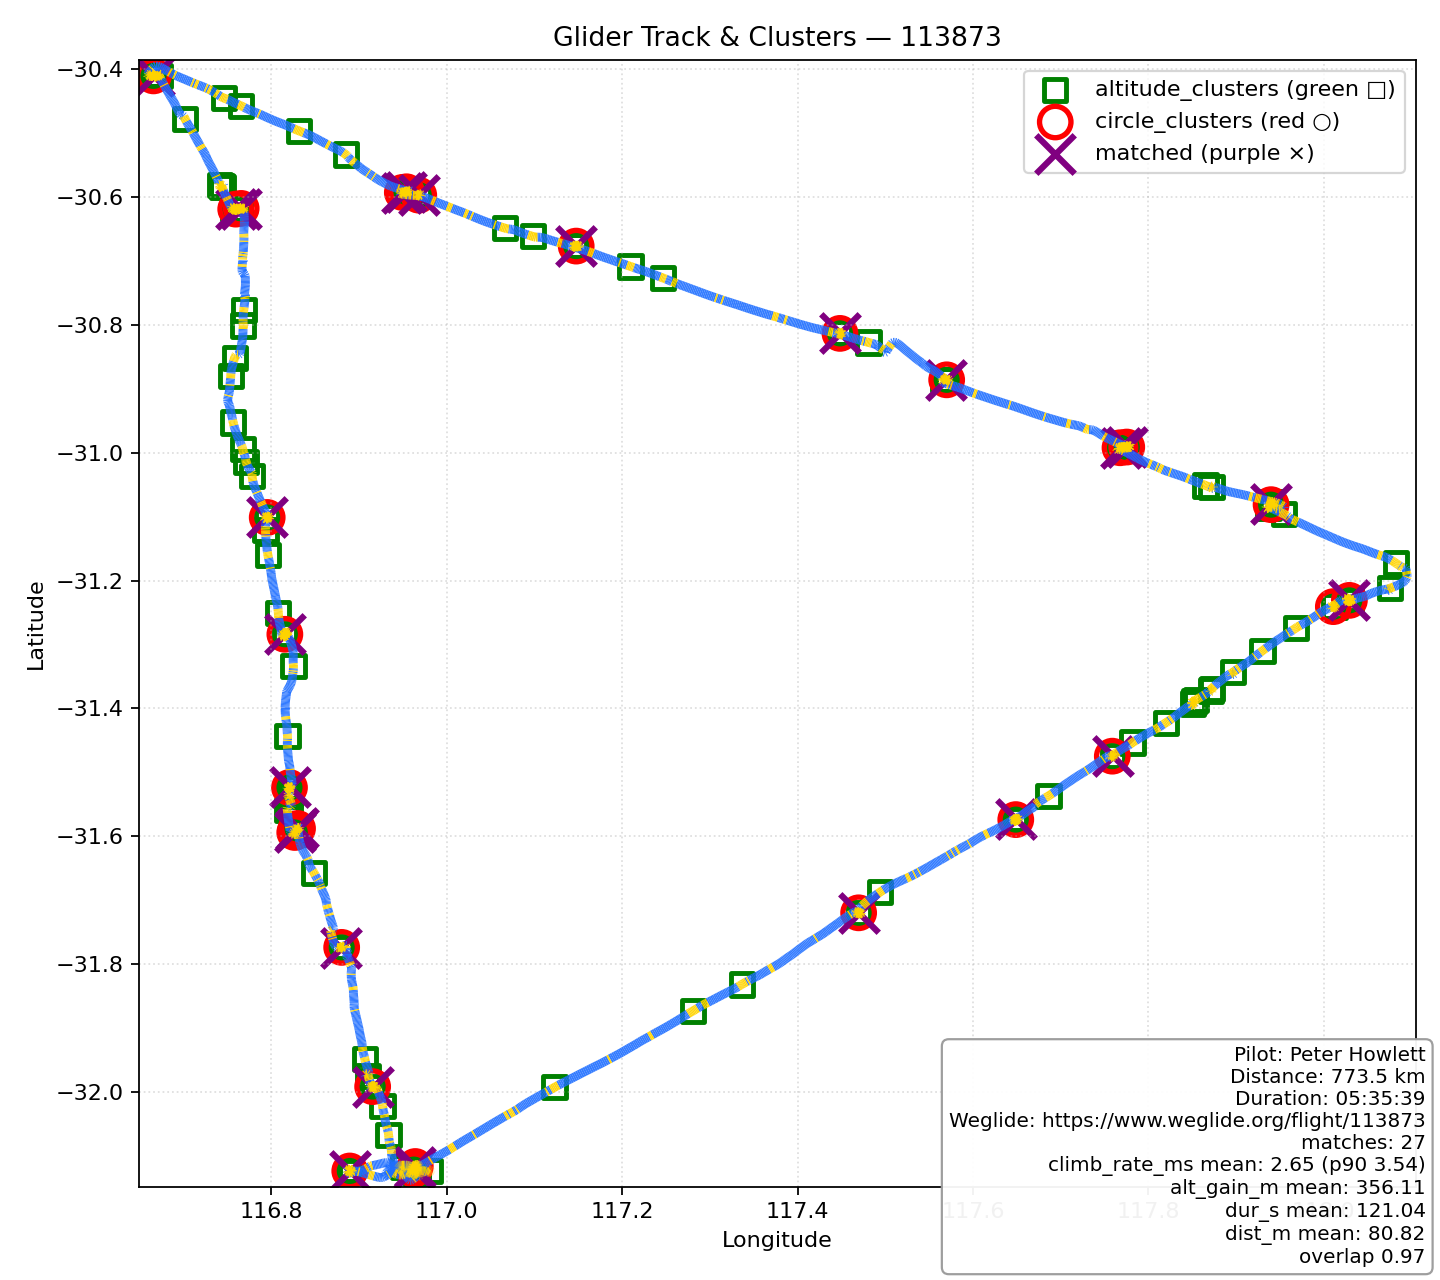 Glider Track & Clusters — 113873
altitude_clusters (green □)
circle_clusters (red ○)
matched (purple ×)
Latitude
−30.4
−30.6
−30.8
−31.0
−31.2
−31.4
−31.6
−31.8
−32.0
116.8
117.0
117.2
117.4
117.6
117.8
Longitude
Pilot: Peter Howlett
Distance: 773.5 km
Duration: 05:35:39
Weglide: https://www.weglide.org/flight/113873
matches: 27
climb_rate_ms mean: 2.65 (p90 3.54)
alt_gain_m mean: 356.11
dur_s mean: 121.04
dist_m mean: 80.82
overlap 0.97